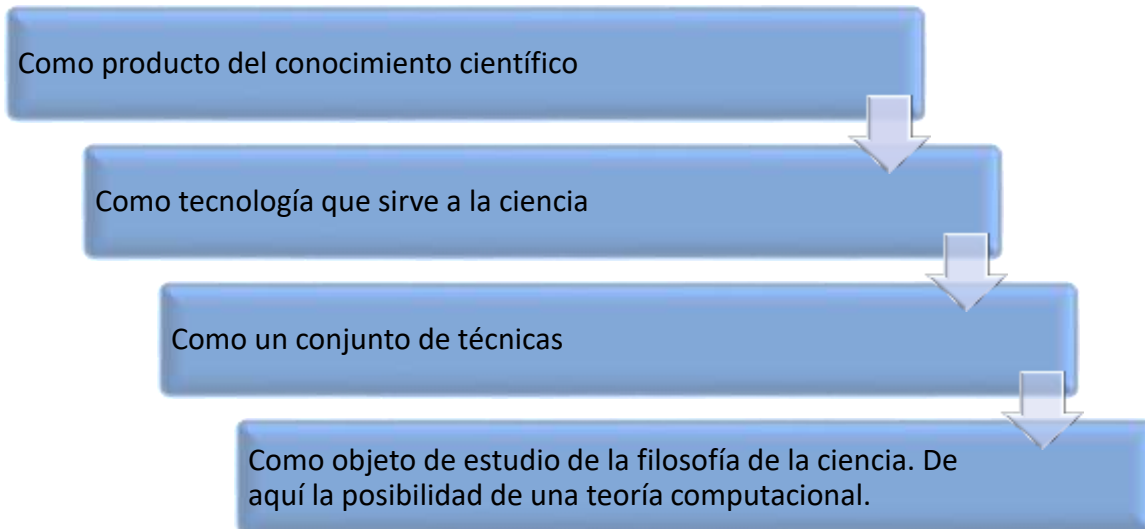 Como producto del conocimiento científico
Como tecnología que sirve a la ciencia
Como un conjunto de técnicas
Como objeto de estudio de la filosofía de la ciencia. De
aquí la posibilidad de una teoría computacional.